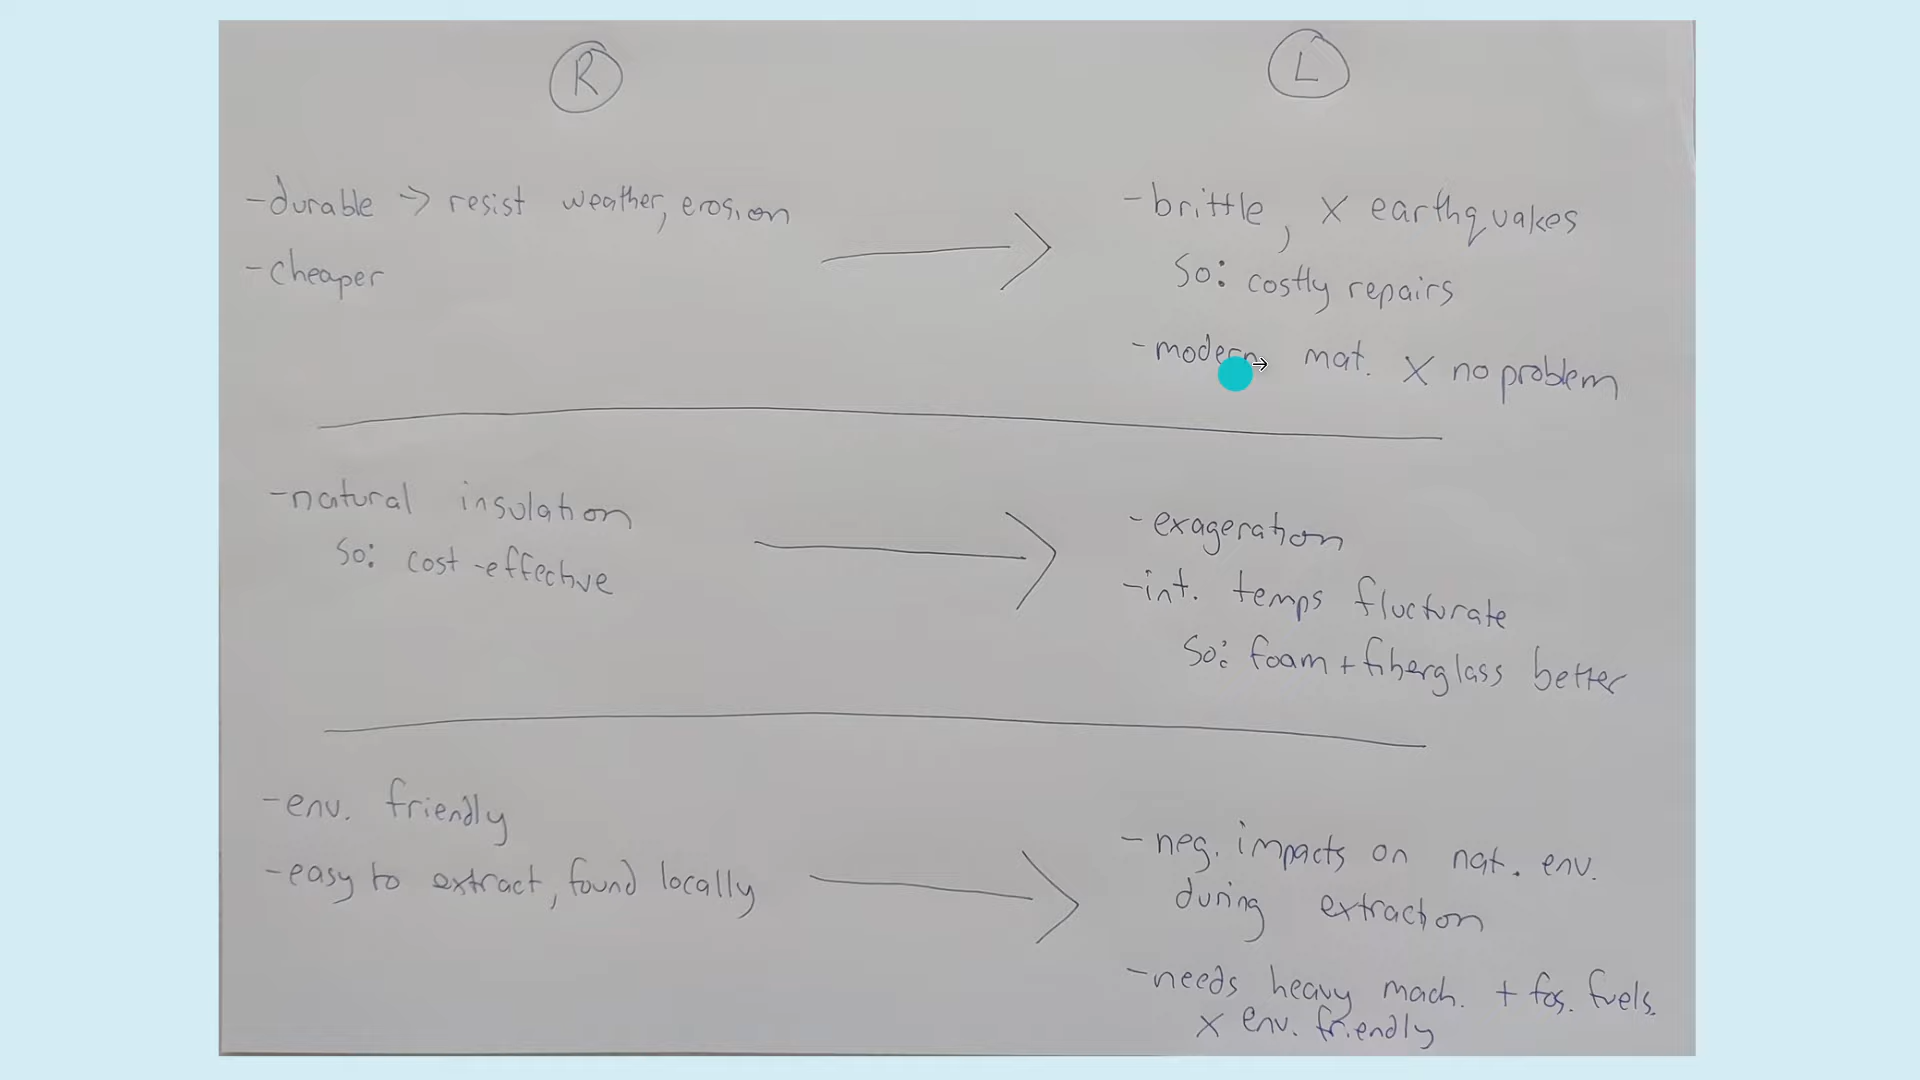 R
L
-durable -> resist weather, erosion
-cheaper
-brittle, X earthquakes
So: costly repairs
-modern mat. X no problem
-natural insulation
So: cost-effective
-exageration
-int. temps flucturate
So: foam + fiberglass better
-env. friendly
-easy to extract, found locally
-neg. impacts on nat. env.
during extraction
-needs heavy mach. + fos. fuels.
X env. friendly